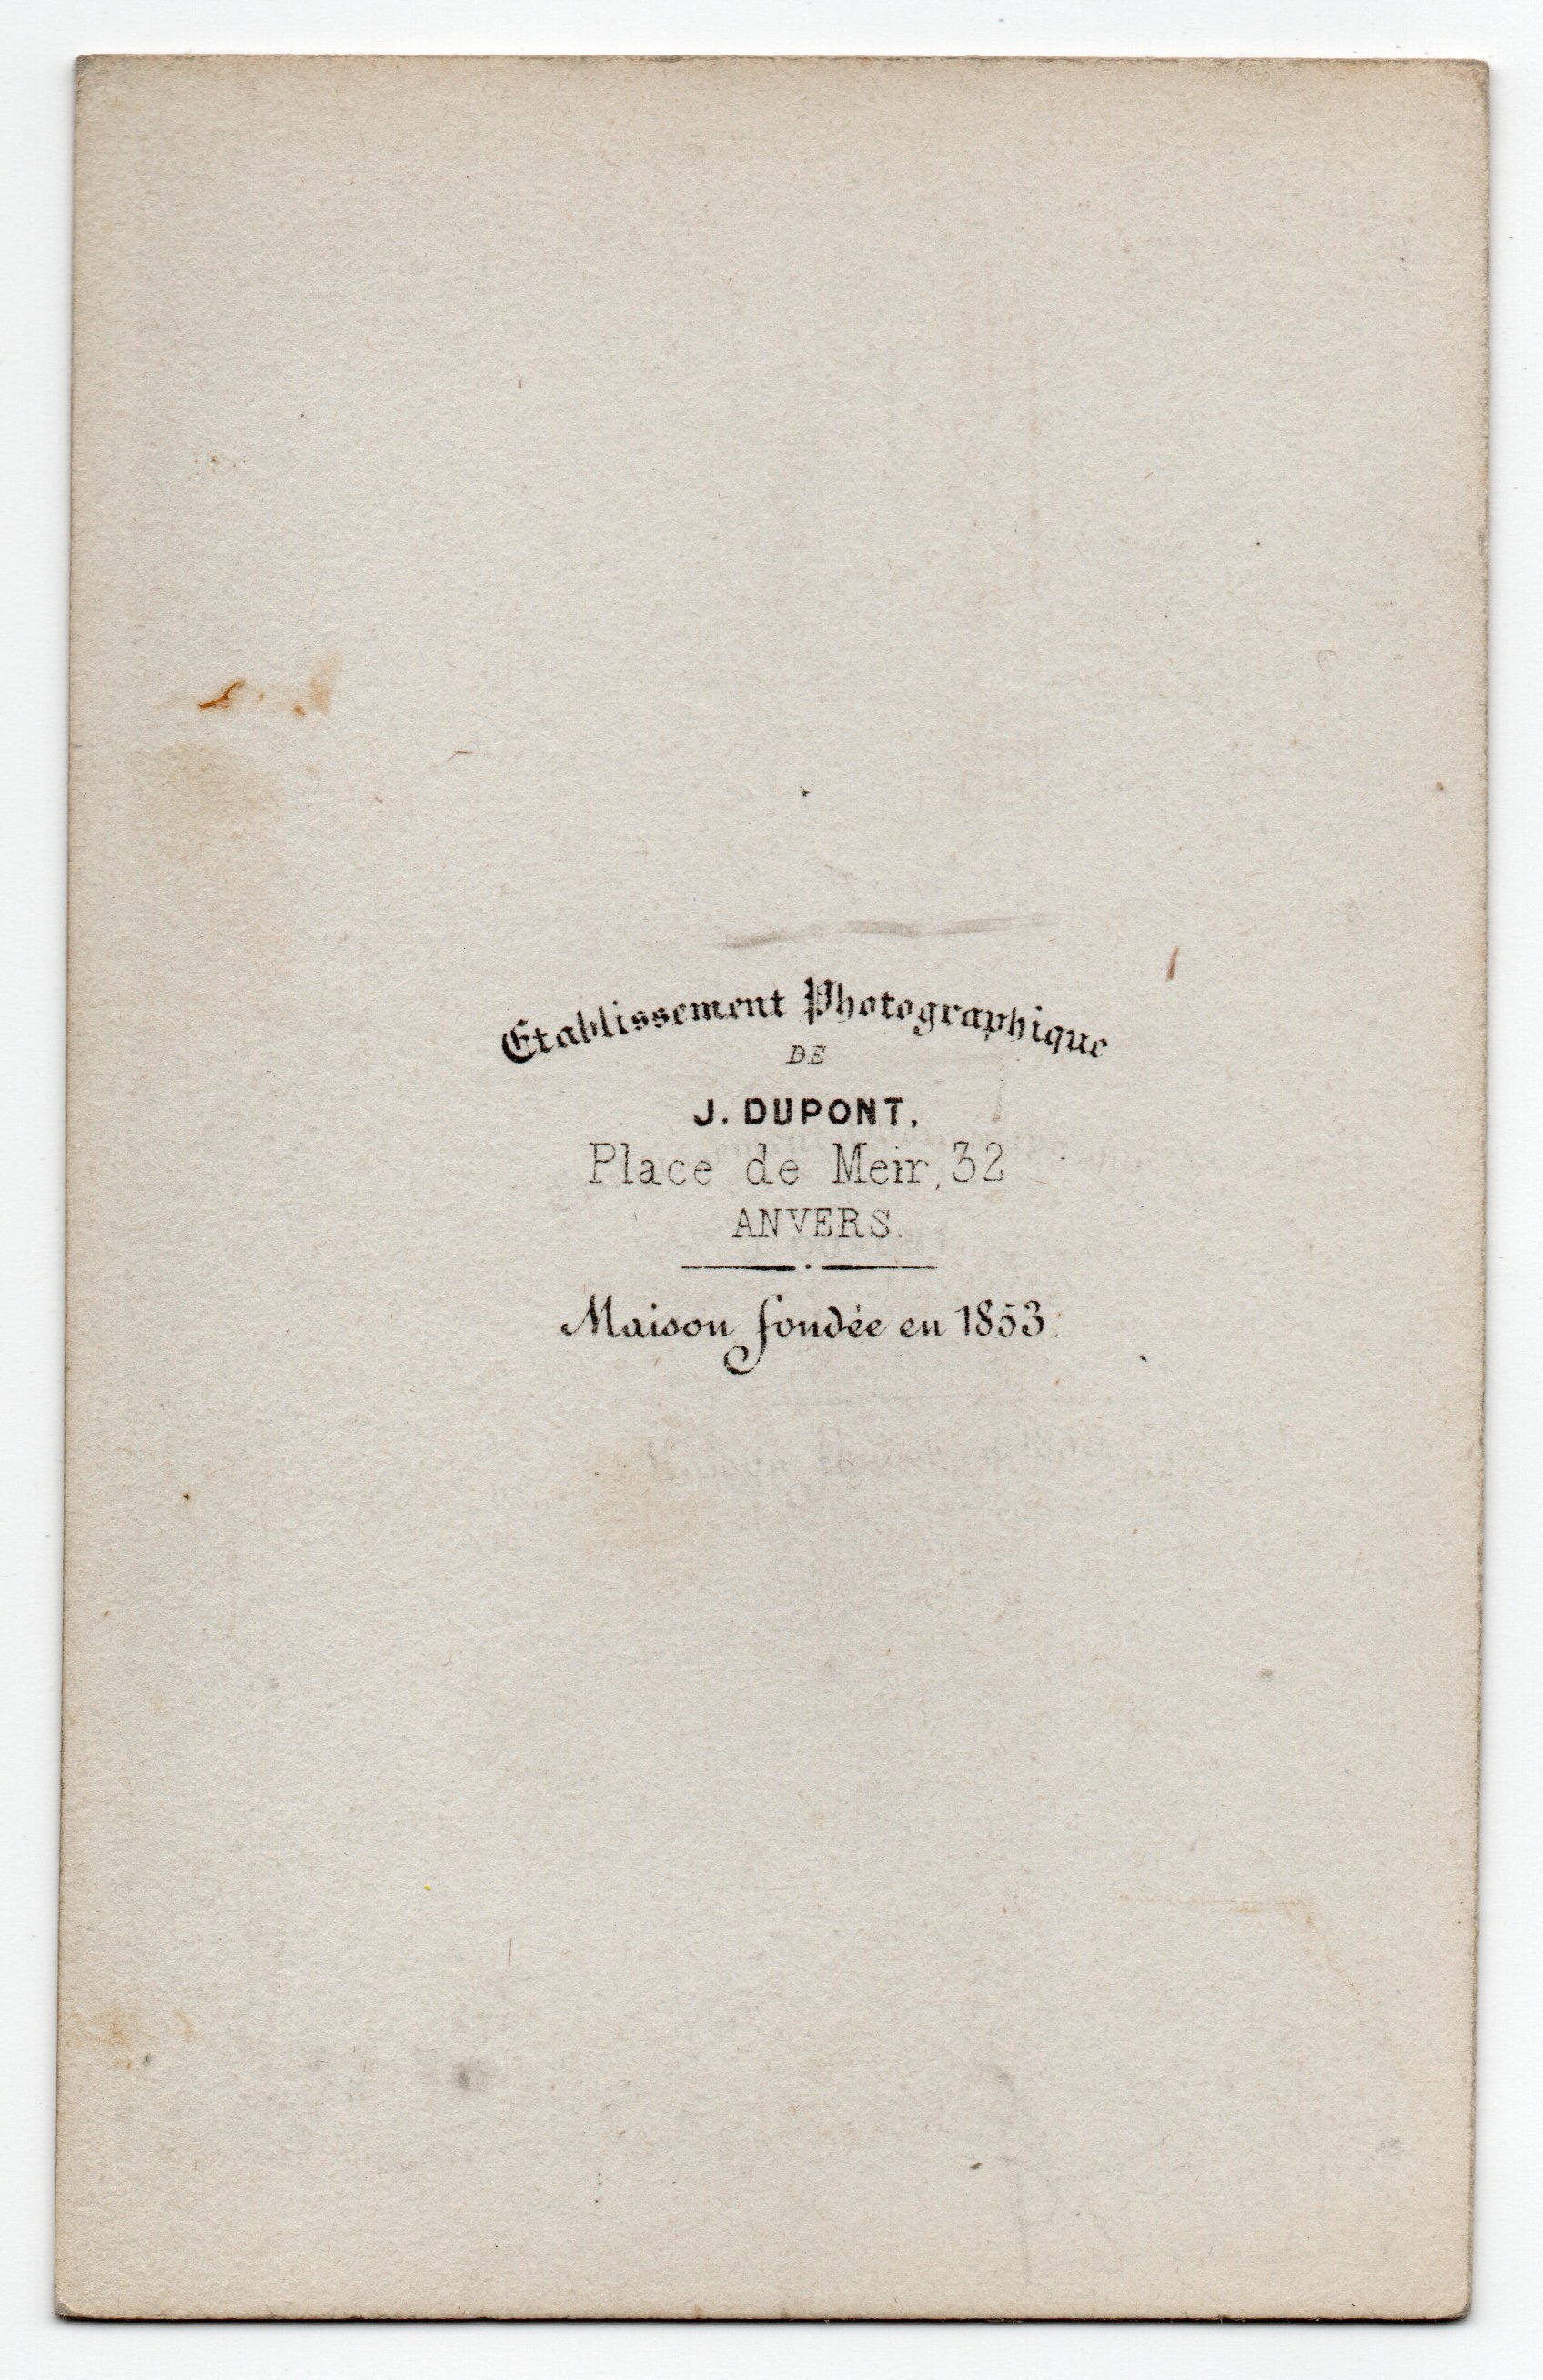 Etablissement Photographique
DE
J. DUPONT.
Place de Meir, 32
ANVERS.
Maison fondée en 1853